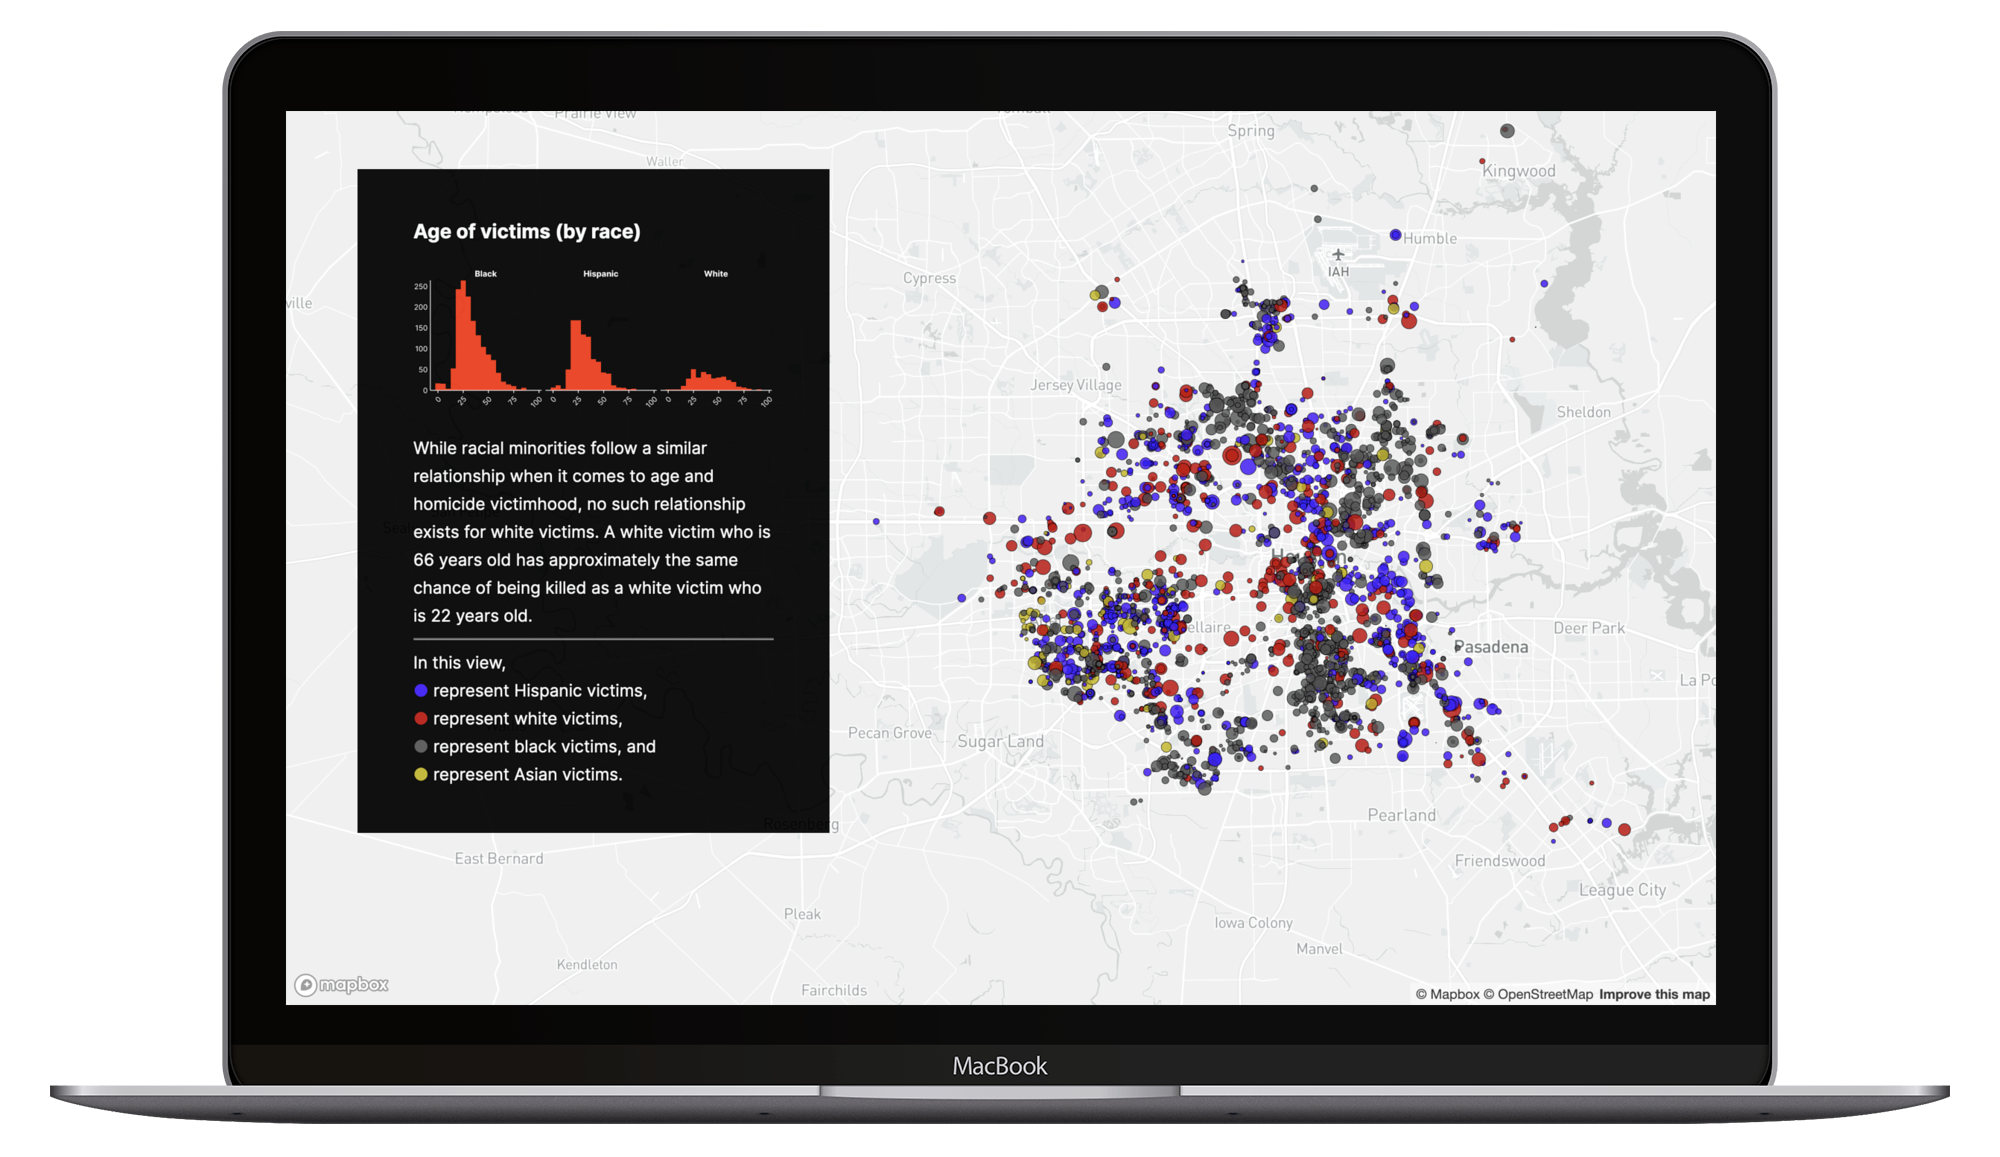 Prairie View
Spring
Waller
Kingwood
Humble
IAH
Cypress
ville
Jersey Village
Sheldon
Age of victims (by race)
Black
Hispanic
White
250
200
150
100
50
0
0 25 50 75 100 0 25 50 75 100 0 25 50 75 100
While racial minorities follow a similar
relationship when it comes to age and
homicide victimhood, no such relationship
exists for white victims. A white victim who is
66 years old has approximately the same
chance of being killed as a white victim who
is 22 years old.
In this view,
represent Hispanic victims,
represent white victims,
represent black victims, and
represent Asian victims.
ellaire
Deer Park
Pasadena
La Po
Pecan Grove
Sugar Land
Pearland
Rosenberg
East Bernard
Friendswood
League City
Pleak
Iowa Colony
Manvel
Kendleton
Fairchilds
mapbox
© Mapbox © OpenStreetMap Improve this map
MacBook